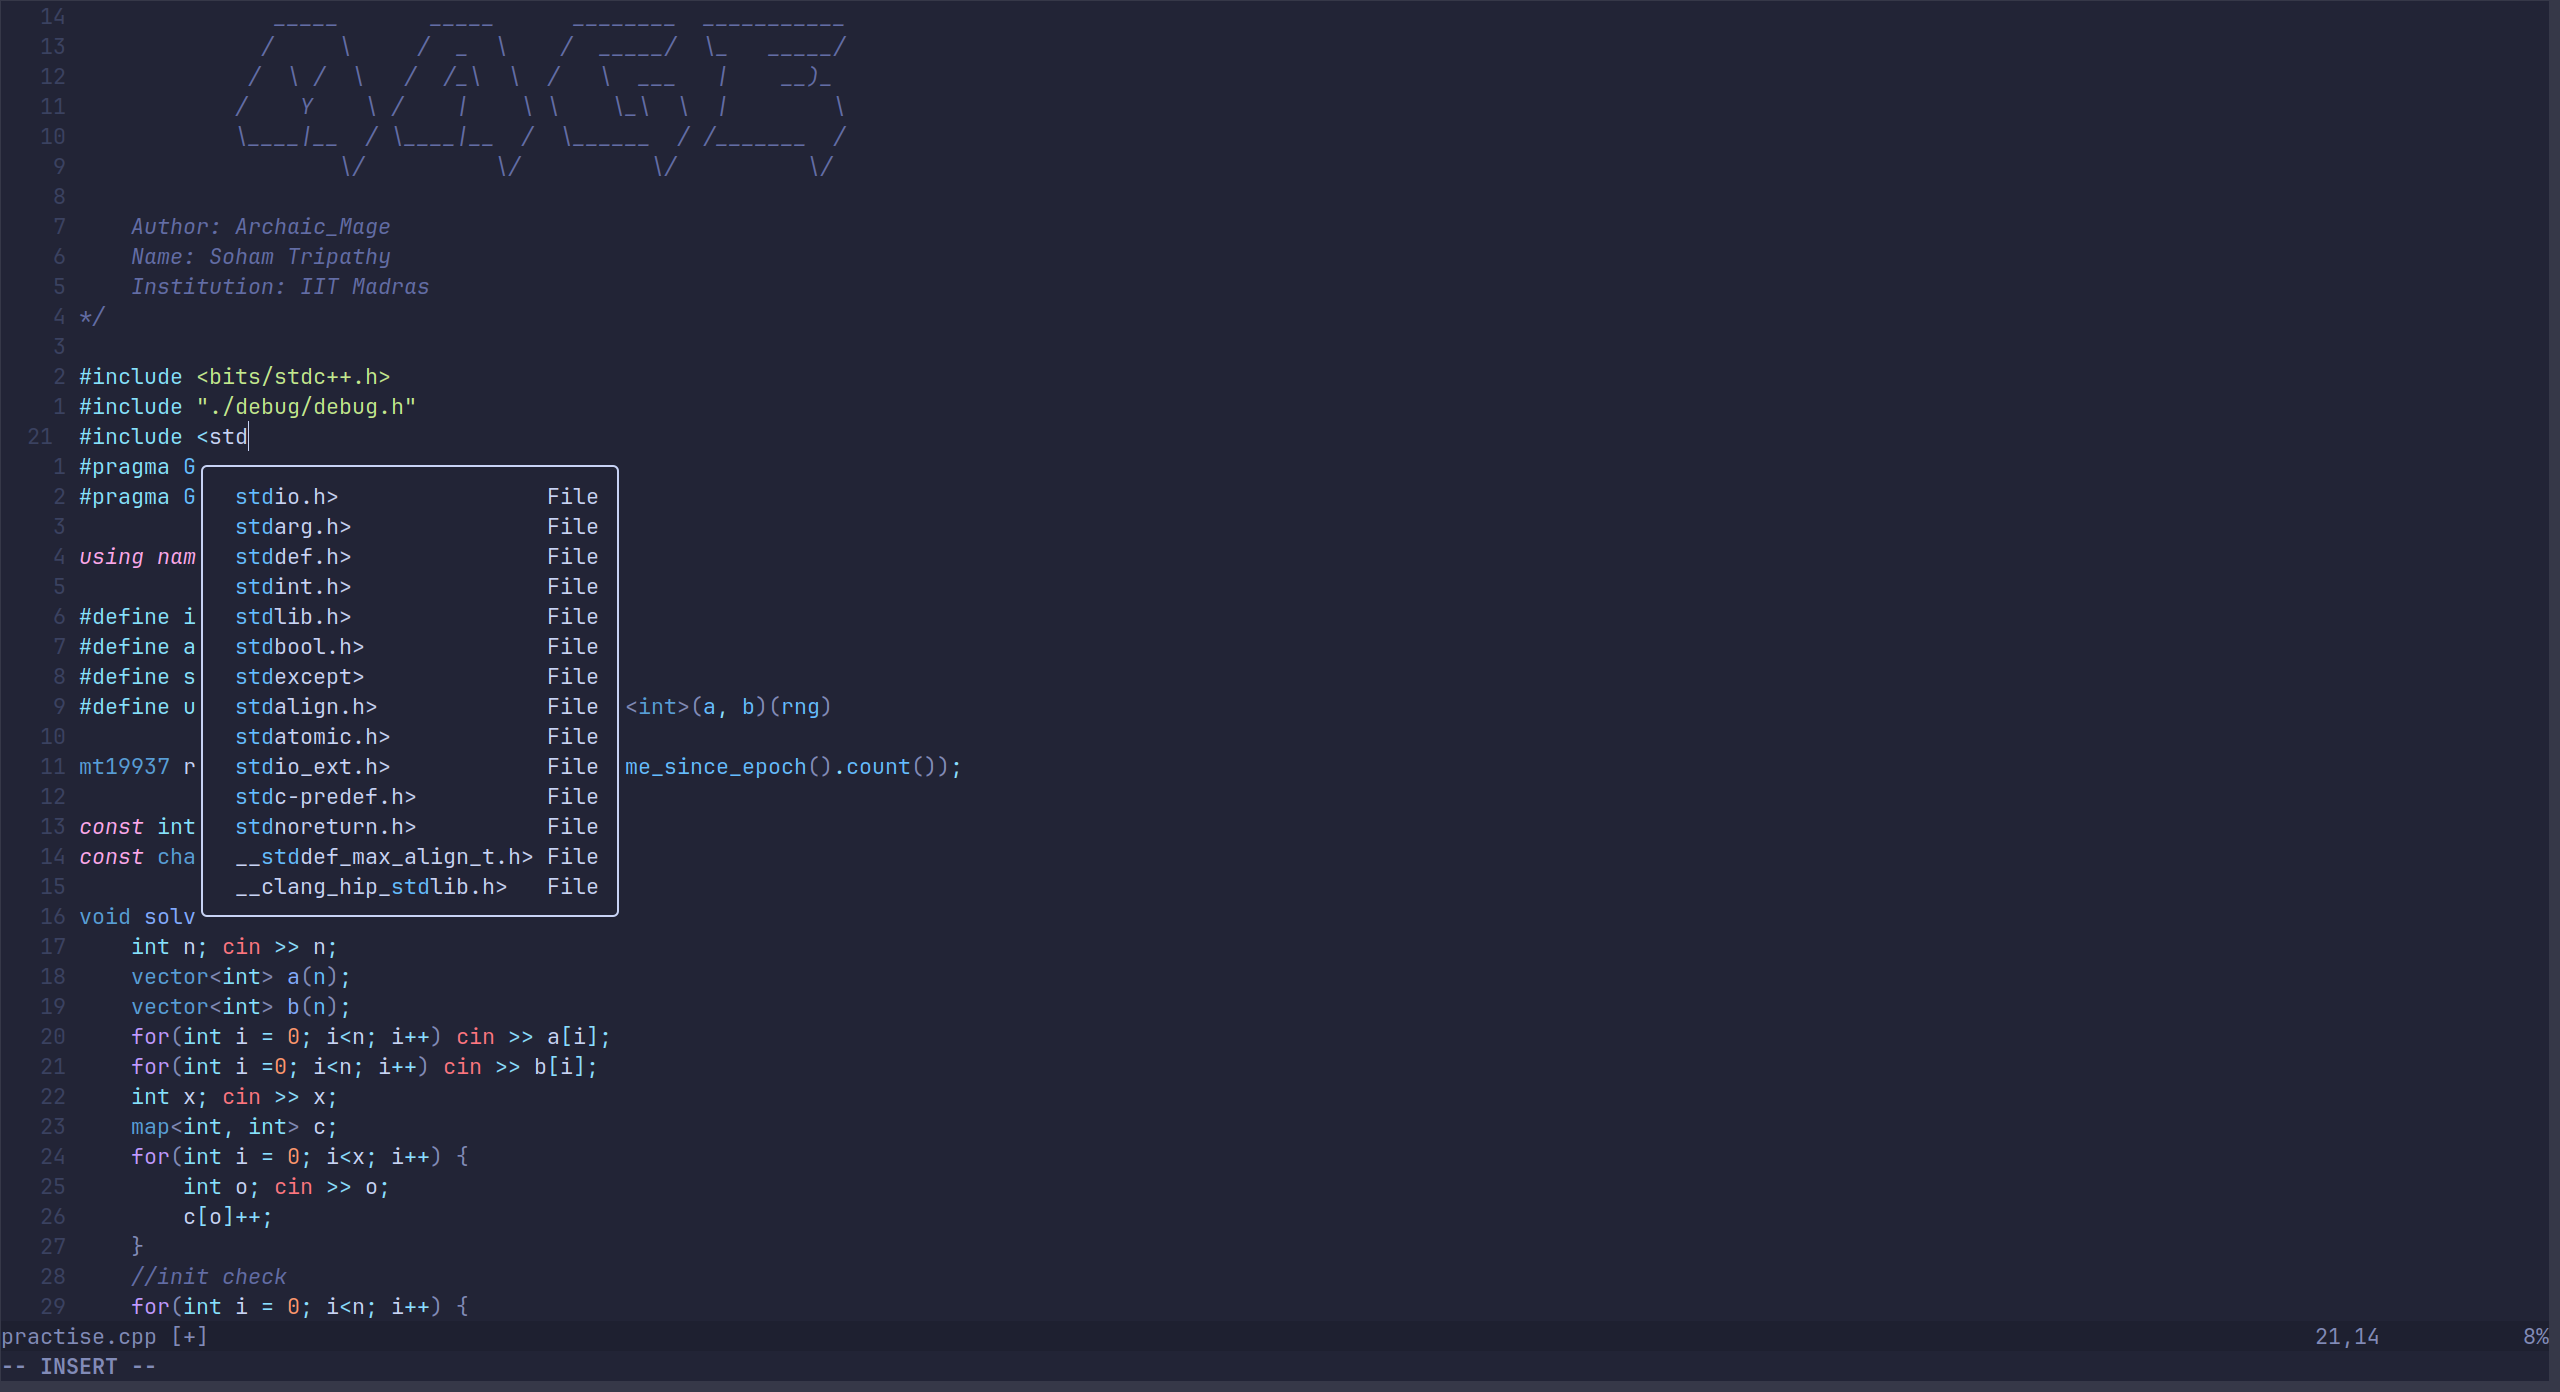 14                _____       _____      ________  ___________
13               /     \     /  _  \    /  _____/  \_   _____/
12              /  \ /  \   /  /_\  \  /   \  ___   |    __)_
11             /    Y    \ /    |    \ \    \_\  \  |        \
10             \____|__  / \____|__  /  \______  / /_______  /
9                      \/          \/          \/          \/
8
7     Author: Archaic_Mage
6     Name: Soham Tripathy
5     Institution: IIT Madras
4 */
3
2 #include <bits/stdc++.h>
1 #include "./debug/debug.h"
21  #include <std
1 #pragma G
2 #pragma G   stdio.h>                File
3           stdarg.h>               File
4 using nam   stddef.h>               File
5           stdint.h>               File
6 #define i   stdlib.h>               File
7 #define a   stdbool.h>              File
8 #define s   stdexcept>              File
9 #define u   stdalign.h>             File <int>(a, b)(rng)
10          stdatomic.h>            File
11 mt19937 r   stdio_ext.h>            File me_since_epoch().count());
12          stdc-predef.h>          File
13 const int   stdnoreturn.h>          File
14 const cha   __stddef_max_align_t.h> File
15          __clang_hip_stdlib.h>   File
16 void solv
17     int n; cin >> n;
18     vector<int> a(n);
19     vector<int> b(n);
20     for(int i = 0; i<n; i++) cin >> a[i];
21     for(int i =0; i<n; i++) cin >> b[i];
22     int x; cin >> x;
23     map<int, int> c;
24     for(int i = 0; i<x; i++) {
25         int o; cin >> o;
26         c[o]++;
27     }
28     //init check
29     for(int i = 0; i<n; i++) {
practise.cpp [+]    21,14    8%
-- INSERT --